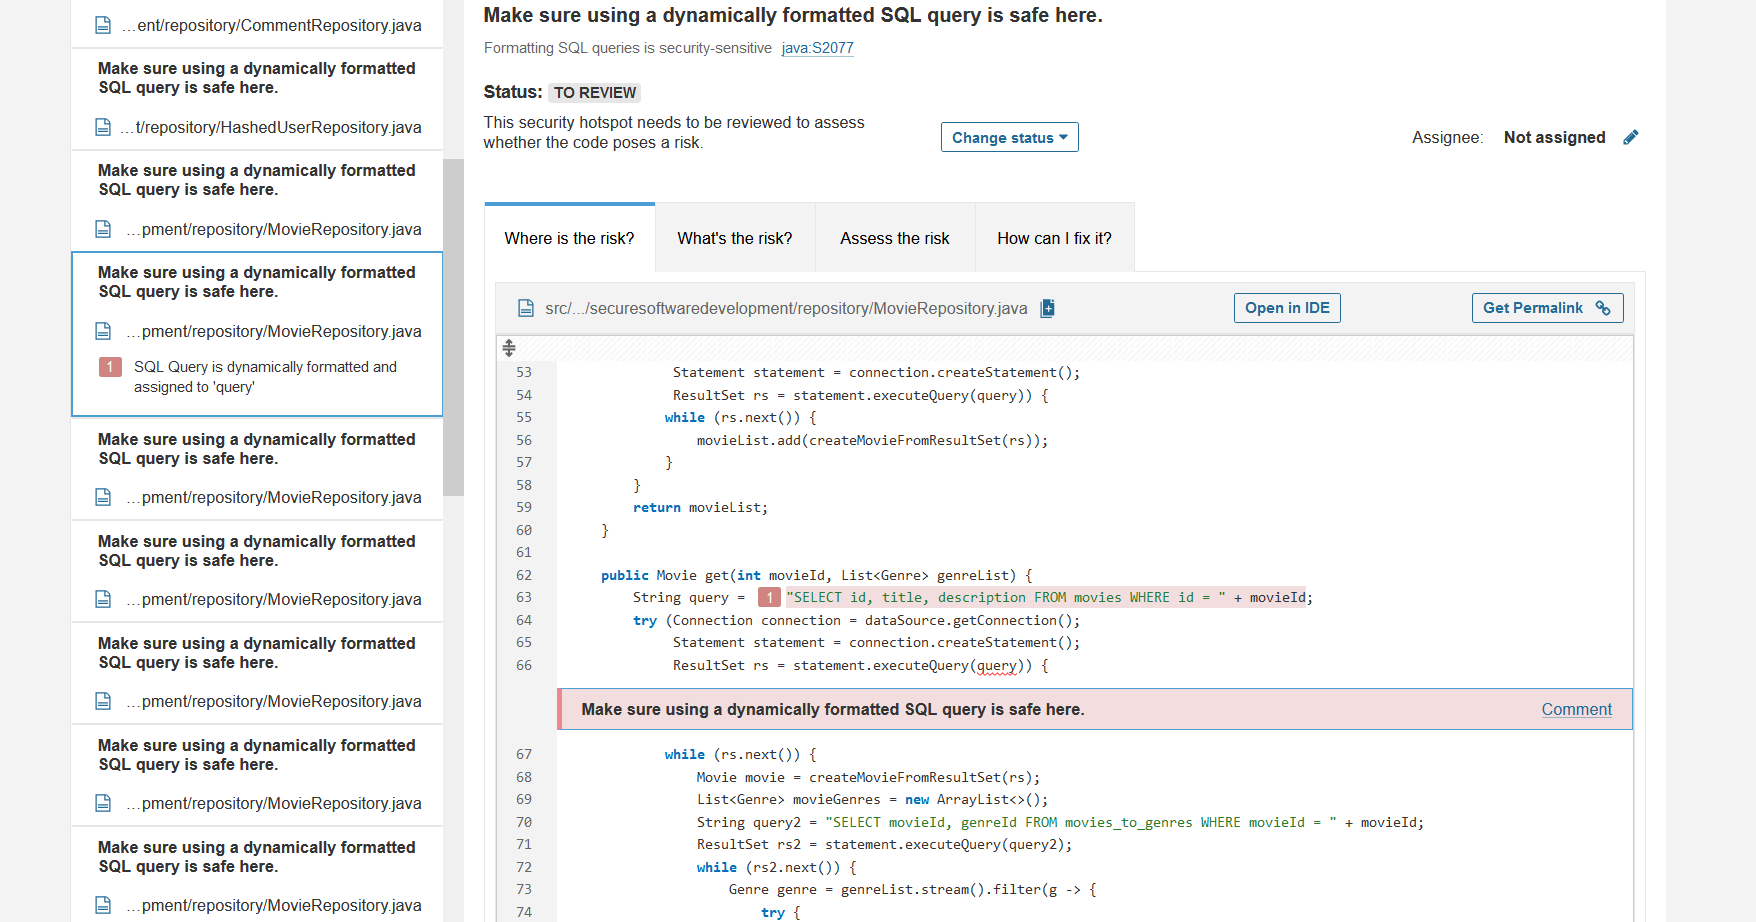 …ent/repository/CommentRepository.java
Make sure using a dynamically formatted
SQL query is safe here.
…t/repository/HashedUserRepository.java
Make sure using a dynamically formatted
SQL query is safe here.
…pment/repository/MovieRepository.java
Make sure using a dynamically formatted
SQL query is safe here.
…pment/repository/MovieRepository.java
1 SQL Query is dynamically formatted and
assigned to 'query'
Make sure using a dynamically formatted
SQL query is safe here.
…pment/repository/MovieRepository.java
Make sure using a dynamically formatted
SQL query is safe here.
…pment/repository/MovieRepository.java
Make sure using a dynamically formatted
SQL query is safe here.
…pment/repository/MovieRepository.java
Make sure using a dynamically formatted
SQL query is safe here.
…pment/repository/MovieRepository.java
Make sure using a dynamically formatted
SQL query is safe here.
…pment/repository/MovieRepository.java
Make sure using a dynamically formatted SQL query is safe here.
Formatting SQL queries is security-sensitive java:S2077
Status: TO REVIEW
This security hotspot needs to be reviewed to assess
whether the code poses a risk.
Change status
Assignee: Not assigned
Where is the risk? What's the risk? Assess the risk How can I fix it?
src/.../securesoftwaredevelopment/repository/MovieRepository.java Open in IDE Get Permalink
53 Statement statement = connection.createStatement();
54 ResultSet rs = statement.executeQuery(query)) {
55 while (rs.next()) {
56 movieList.add(createMovieFromResultSet(rs));
57 }
58 }
59 return movieList;
60 }
61
62 public Movie get(int movieId, List<Genre> genreList) {
63 String query = 1 "SELECT id, title, description FROM movies WHERE id = " + movieId;
64 try (Connection connection = dataSource.getConnection();
65 Statement statement = connection.createStatement();
66 ResultSet rs = statement.executeQuery(query)) {
Make sure using a dynamically formatted SQL query is safe here. Comment
67 while (rs.next()) {
68 Movie movie = createMovieFromResultSet(rs);
69 List<Genre> movieGenres = new ArrayList<>();
70 String query2 = "SELECT movieId, genreId FROM movies_to_genres WHERE movieId = " + movieId;
71 ResultSet rs2 = statement.executeQuery(query2);
72 while (rs2.next()) {
73 Genre genre = genreList.stream().filter(g -> {
74 try {